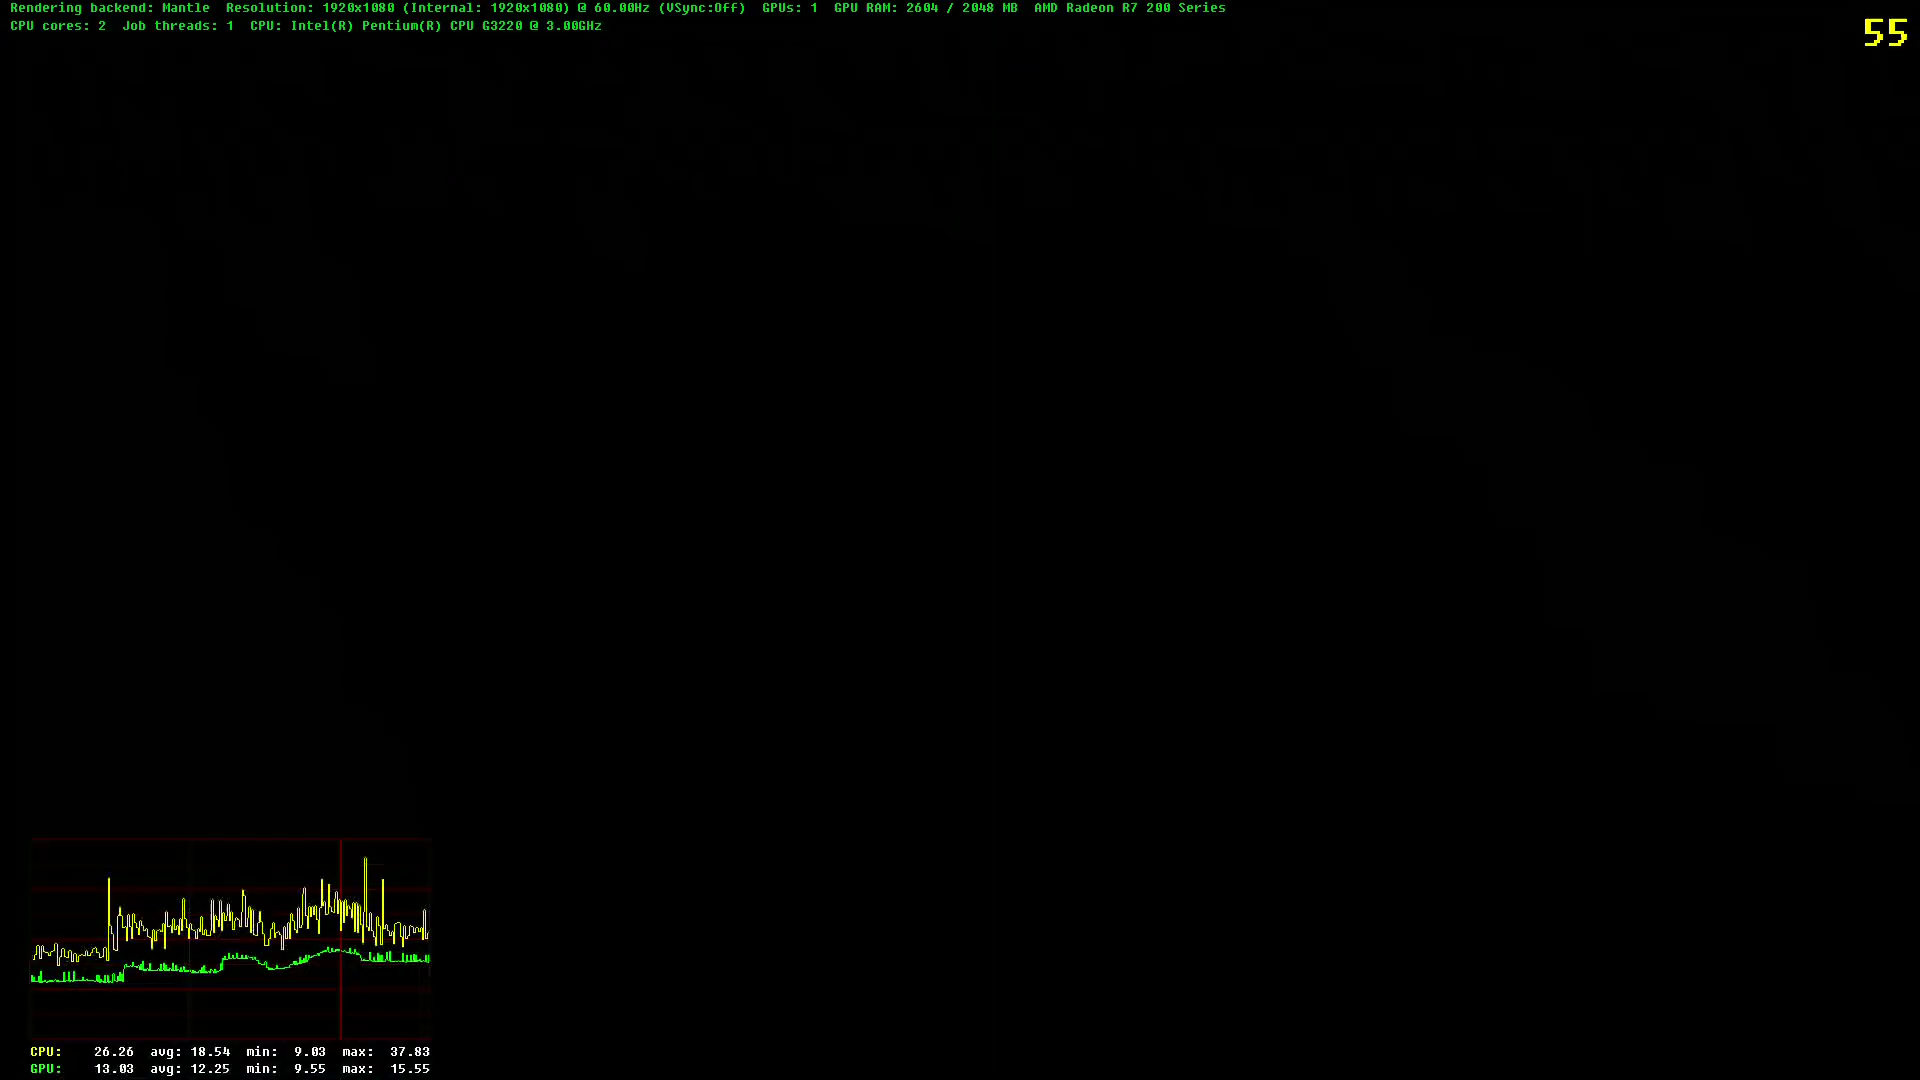 Rendering backend: Mantle  Resolution: 1920x1080 (Internal: 1920x1080) @ 60.00Hz (VSync:Off)  GPUs: 1  GPU RAM: 2604 / 2048 MB  AMD Radeon R7 200 Series
CPU cores: 2  Job threads: 1  CPU: Intel(R) Pentium(R) CPU G3220 @ 3.00GHz
55
CPU: 26.26 avg: 18.54 min: 9.03 max: 37.83
GPU: 13.03 avg: 12.25 min: 9.55 max: 15.55